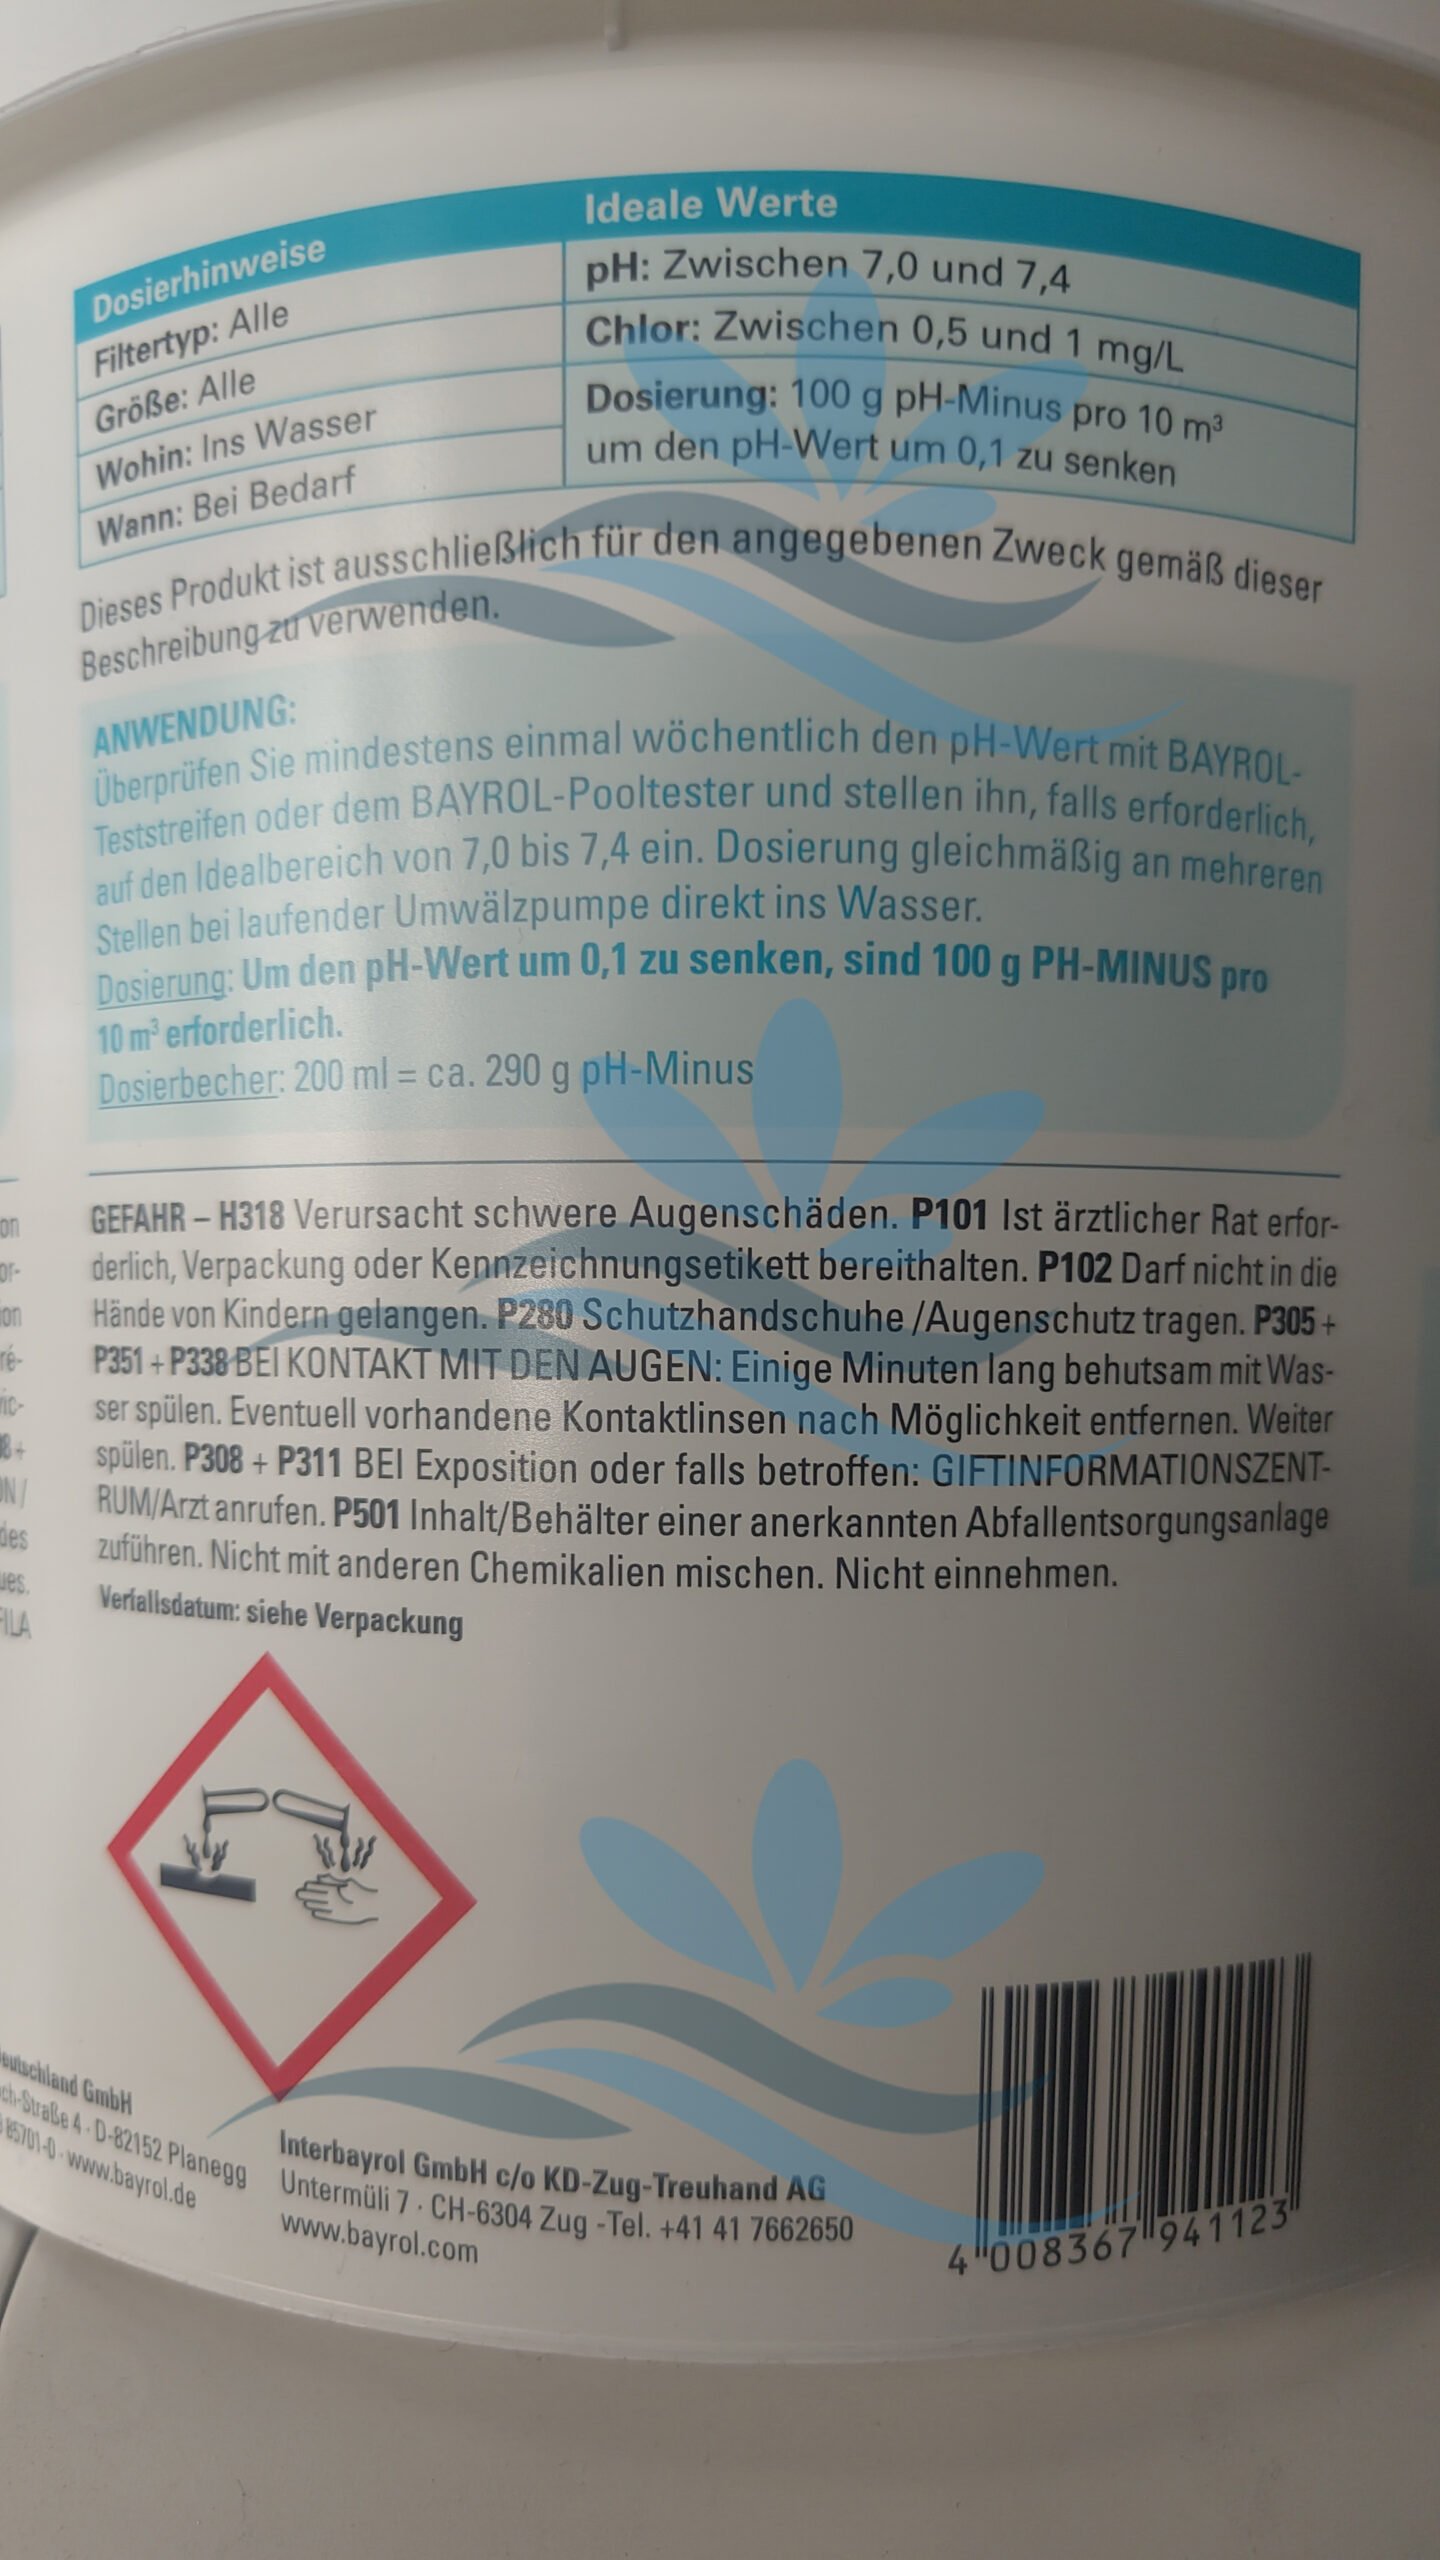 Dosierhinweise
Ideale Werte
Filtertyp: Alle
Größe: Alle
Wohin: Ins Wasser
Wann: Bei Bedarf
pH: Zwischen 7,0 und 7,4
Chlor: Zwischen 0,5 und 1 mg/L
Dosierung: 100 g pH-Minus pro 10 m³
um den pH-Wert um 0,1 zu senken
Dieses Produkt ist ausschließlich für den angegebenen Zweck gemäß dieser
Beschreibung zu verwenden.
ANWENDUNG:
Überprüfen Sie mindestens einmal wöchentlich den pH-Wert mit BAYROL-
Teststreifen oder dem BAYROL-Pooltester und stellen ihn, falls erforderlich,
auf den Idealbereich von 7,0 bis 7,4 ein. Dosierung gleichmäßig an mehreren
Stellen bei laufender Umwälzpumpe direkt ins Wasser.
Dosierung: Um den pH-Wert um 0,1 zu senken, sind 100 g PH-MINUS pro
10 m³ erforderlich.
Dosierbecher: 200 ml = ca. 290 g pH-Minus
GEFAHR – H318 Verursacht schwere Augenschäden. P101 Ist ärztlicher Rat erfor-
derlich, Verpackung oder Kennzeichnungsetikett bereithalten. P102 Darf nicht in die
Hände von Kindern gelangen. P280 Schutzhandschuhe /Augenschutz tragen. P305 +
P351 + P338 BEI KONTAKT MIT DEN AUGEN: Einige Minuten lang behutsam mit Was-
ser spülen. Eventuell vorhandene Kontaktlinsen nach Möglichkeit entfernen. Weiter
spülen. P308 + P311 BEI Exposition oder falls betroffen: GIFTINFORMATIONSZENT-
RUM/Arzt anrufen. P501 Inhalt/Behälter einer anerkannten Abfallentsorgungsanlage
zuführen. Nicht mit anderen Chemikalien mischen. Nicht einnehmen.
Verfallsdatum: siehe Verpackung
GmbH
4 · D-82152 Planegg
www.bayrol.de
Interbayrol GmbH c/o KD-Zug-Treuhand AG
Untermüli 7 · CH-6304 Zug -Tel. +41 41 7662650
www.bayrol.com
4 008367 941123